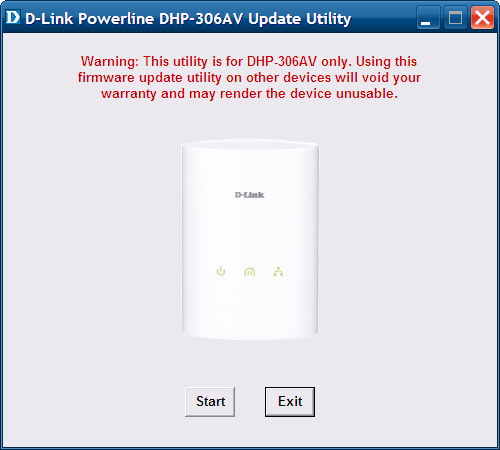 D-Link Powerline DHP-306AV Update Utility
Warning: This utility is for DHP-306AV only. Using this
firmware update utility on other devices will void your
warranty and may render the device unusable.
D-Link
Start Exit